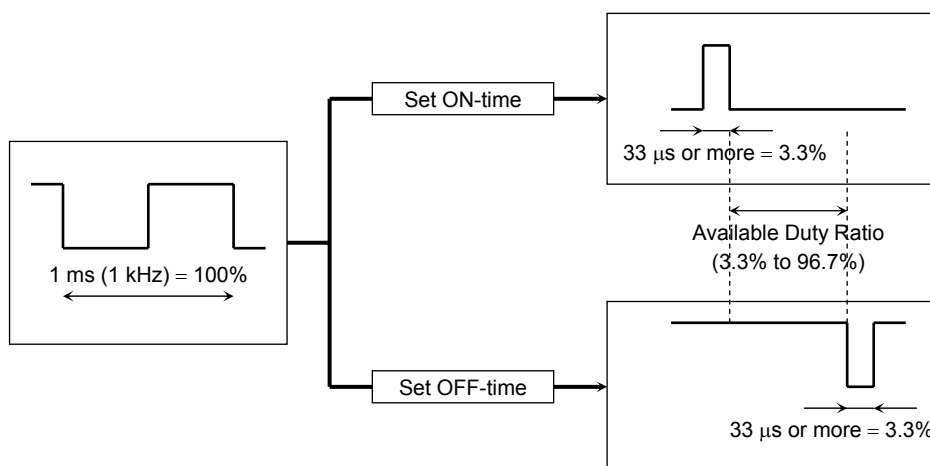 Set ON-time
33 μs or more = 3.3%
1 ms (1 kHz) = 100%
Available Duty Ratio
(3.3% to 96.7%)
Set OFF-time
33 μs or more = 3.3%